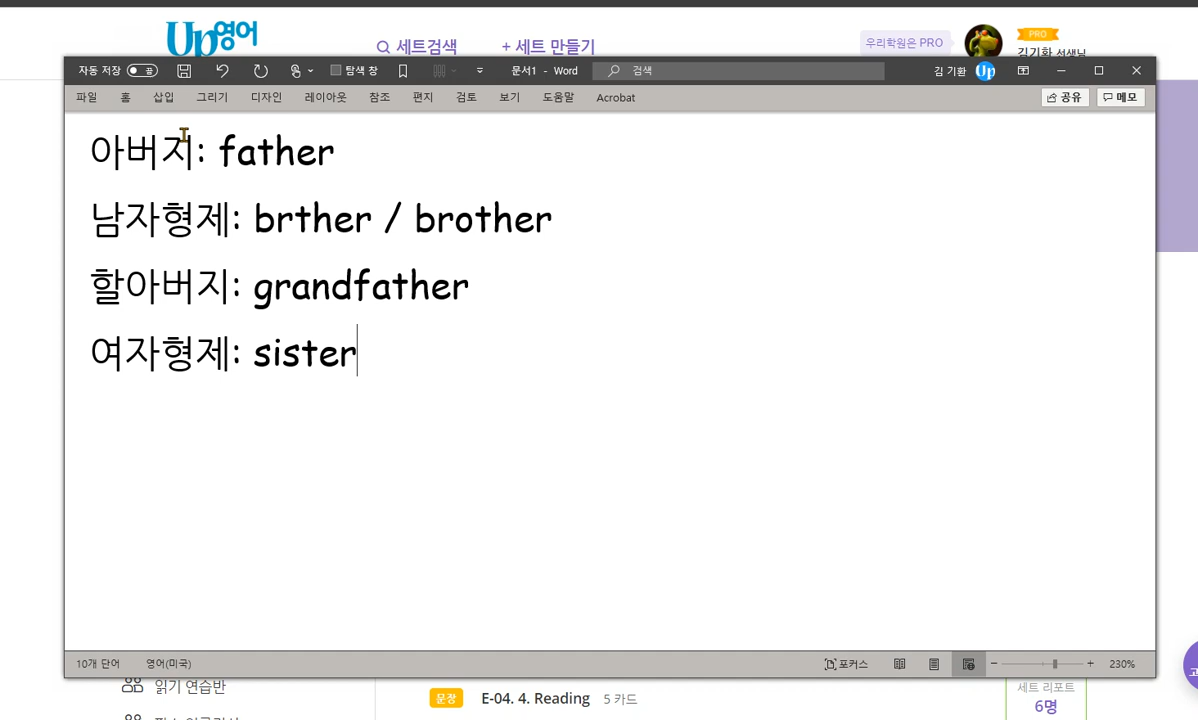 Up영어
세트검색
+ 세트 만들기
우리학원은 PRO
PRO
김기환 선생님
자동 저장 끔
탐색 창
문서1 - Word
검색
김 기환
Up
파일 홈 삽입 그리기 디자인 레이아웃 참조 편지 검토 보기 도움말 Acrobat
공유
메모
아버지: father
남자형제: brther / brother
할아버지: grandfather
여자형제: sister
10개 단어
영어(미국)
포커스
230%
읽기 연습반
문장
E-04. 4. Reading
5 카드
세트 리포트
6명